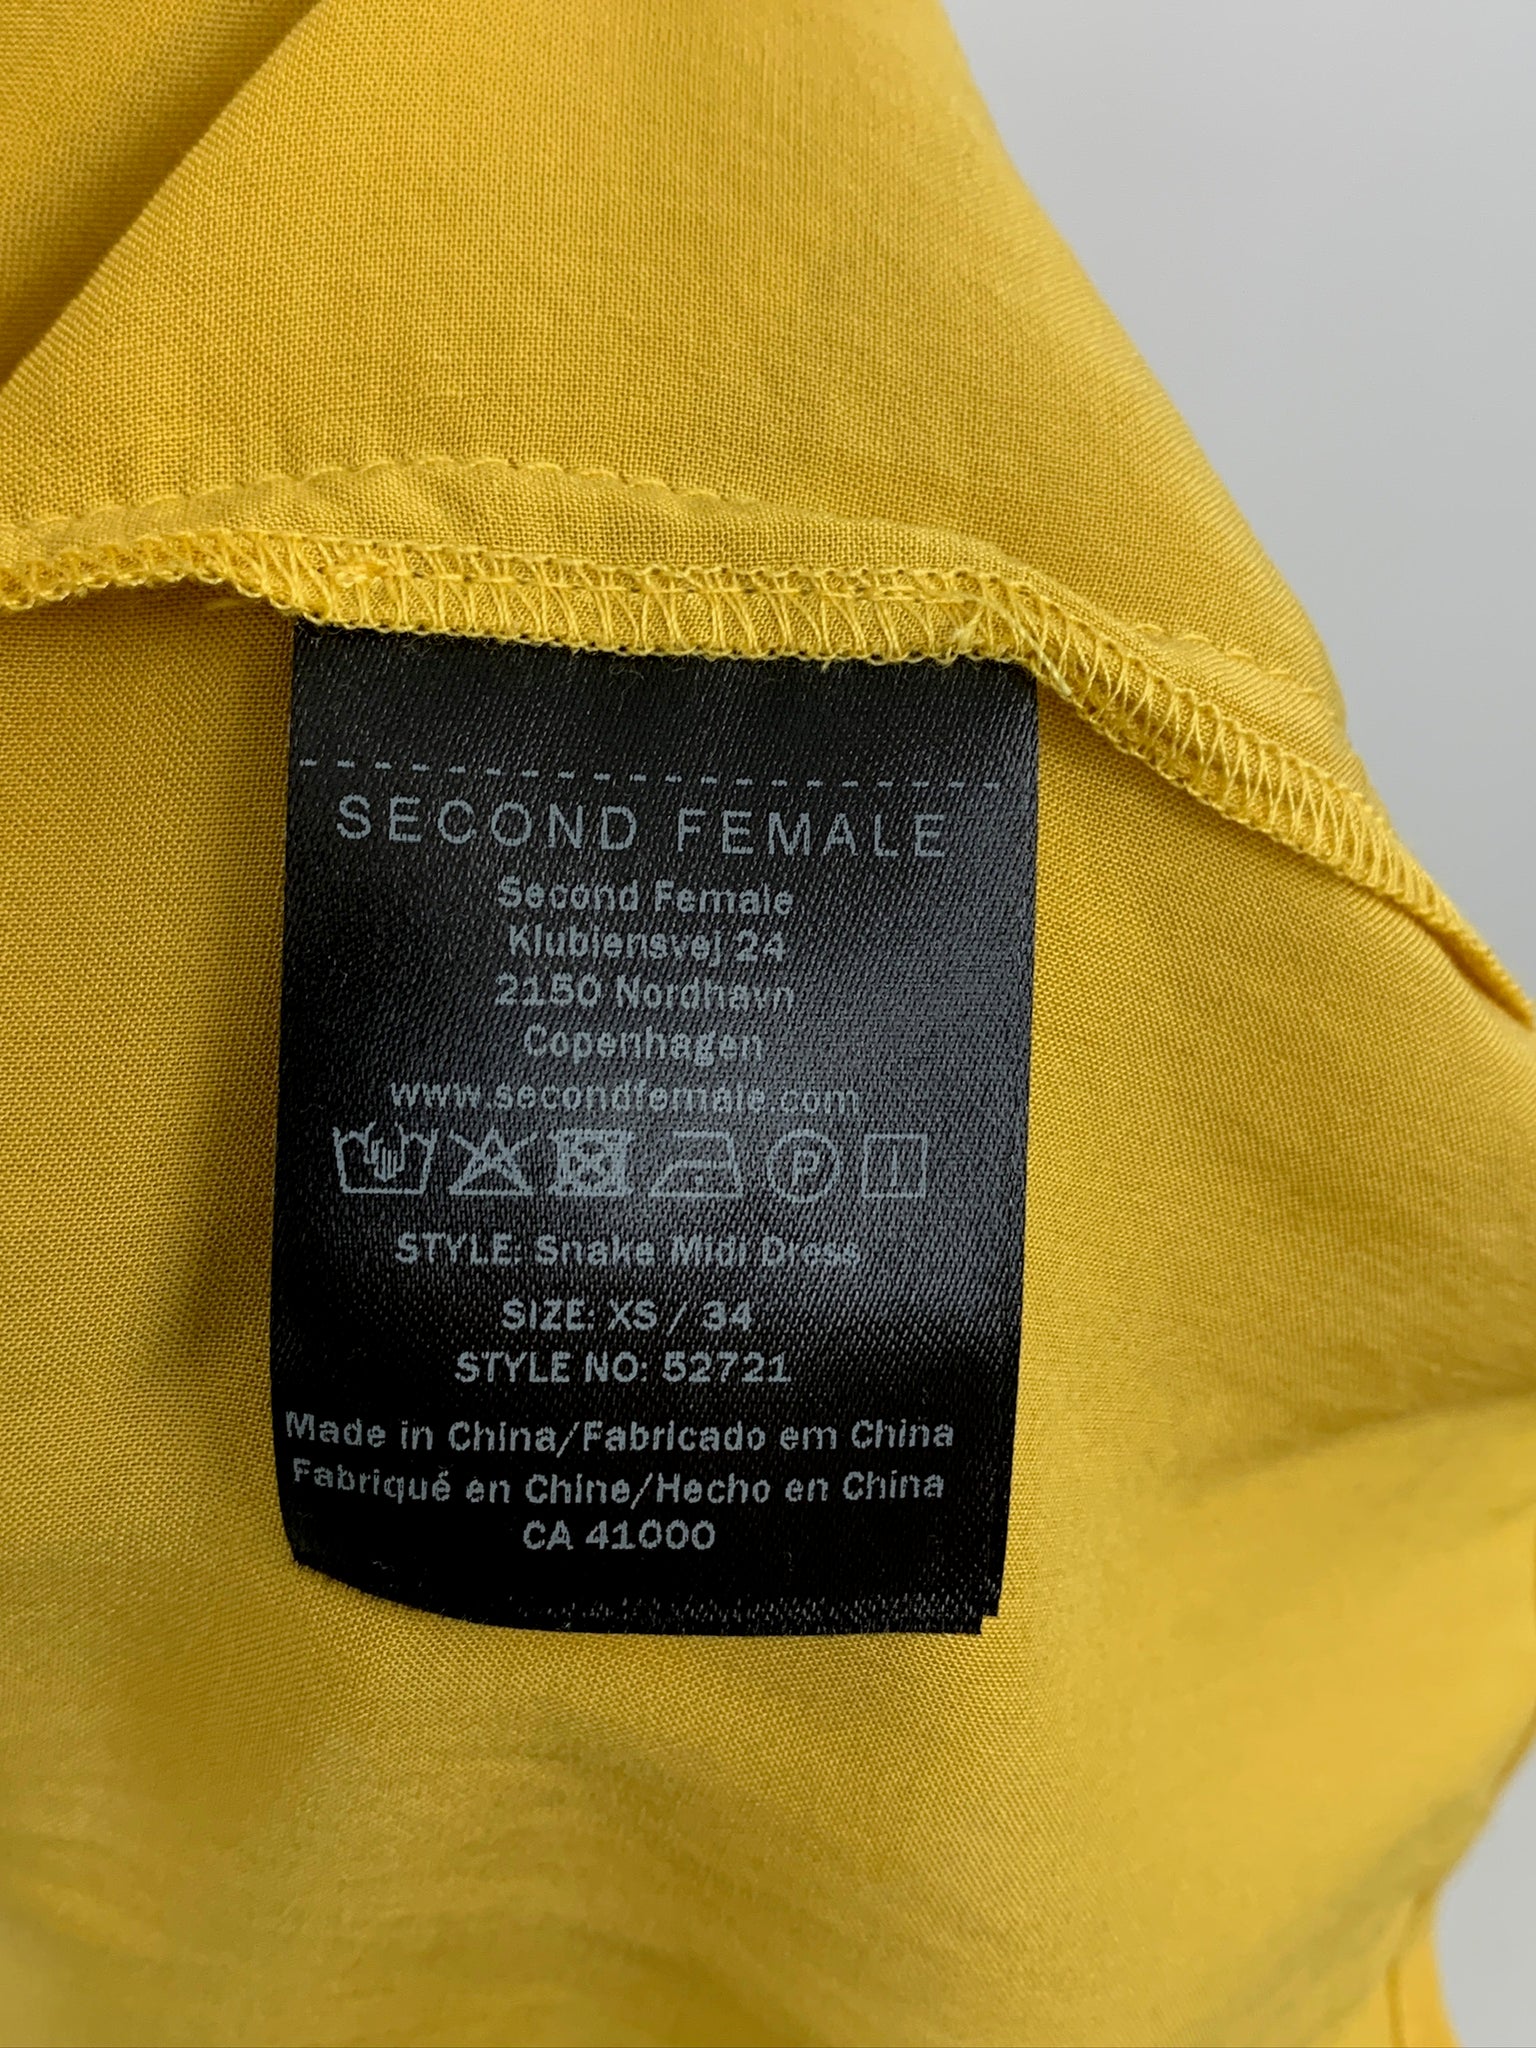 SECOND FEMALE
Second Female
Klubiensvej 24
2150 Nordhavn
Copenhagen
www.secondfemale.com
P
STYLE: Snake Midi Dress
SIZE: XS / 34
STYLE NO: 52721
Made in China/Fabricado em China
Fabriqué en Chine/Hecho en China
CA 41000